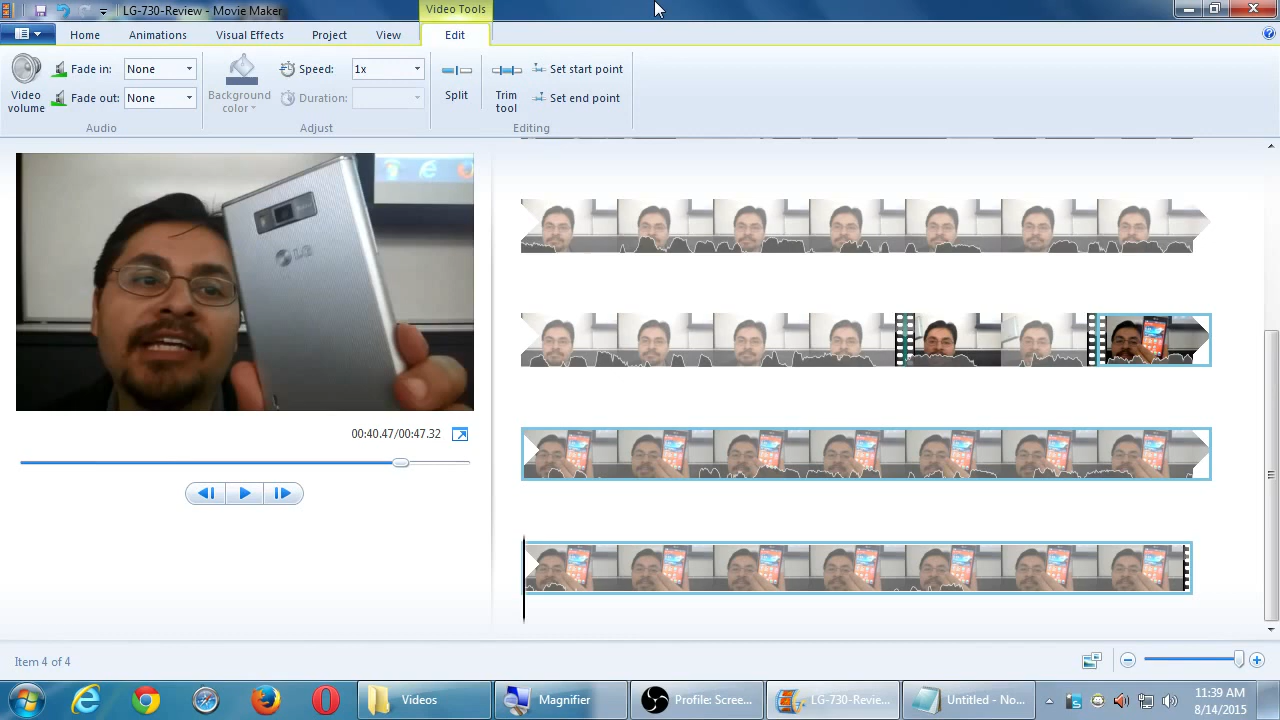 LG-730-Review - Movie Maker
Video Tools
Home
Animations
Visual Effects
Project
View
Edit
Video volume
Fade in: None
Fade out: None
Audio
Background color
Speed: 1x
Duration:
Adjust
Split
Trim tool
Set start point
Set end point
Editing
LG
00:40.47/00:47.32
Item 4 of 4
Videos
Magnifier
Profile: Scree...
LG-730-Revie...
Untitled - No...
11:39 AM
8/14/2015